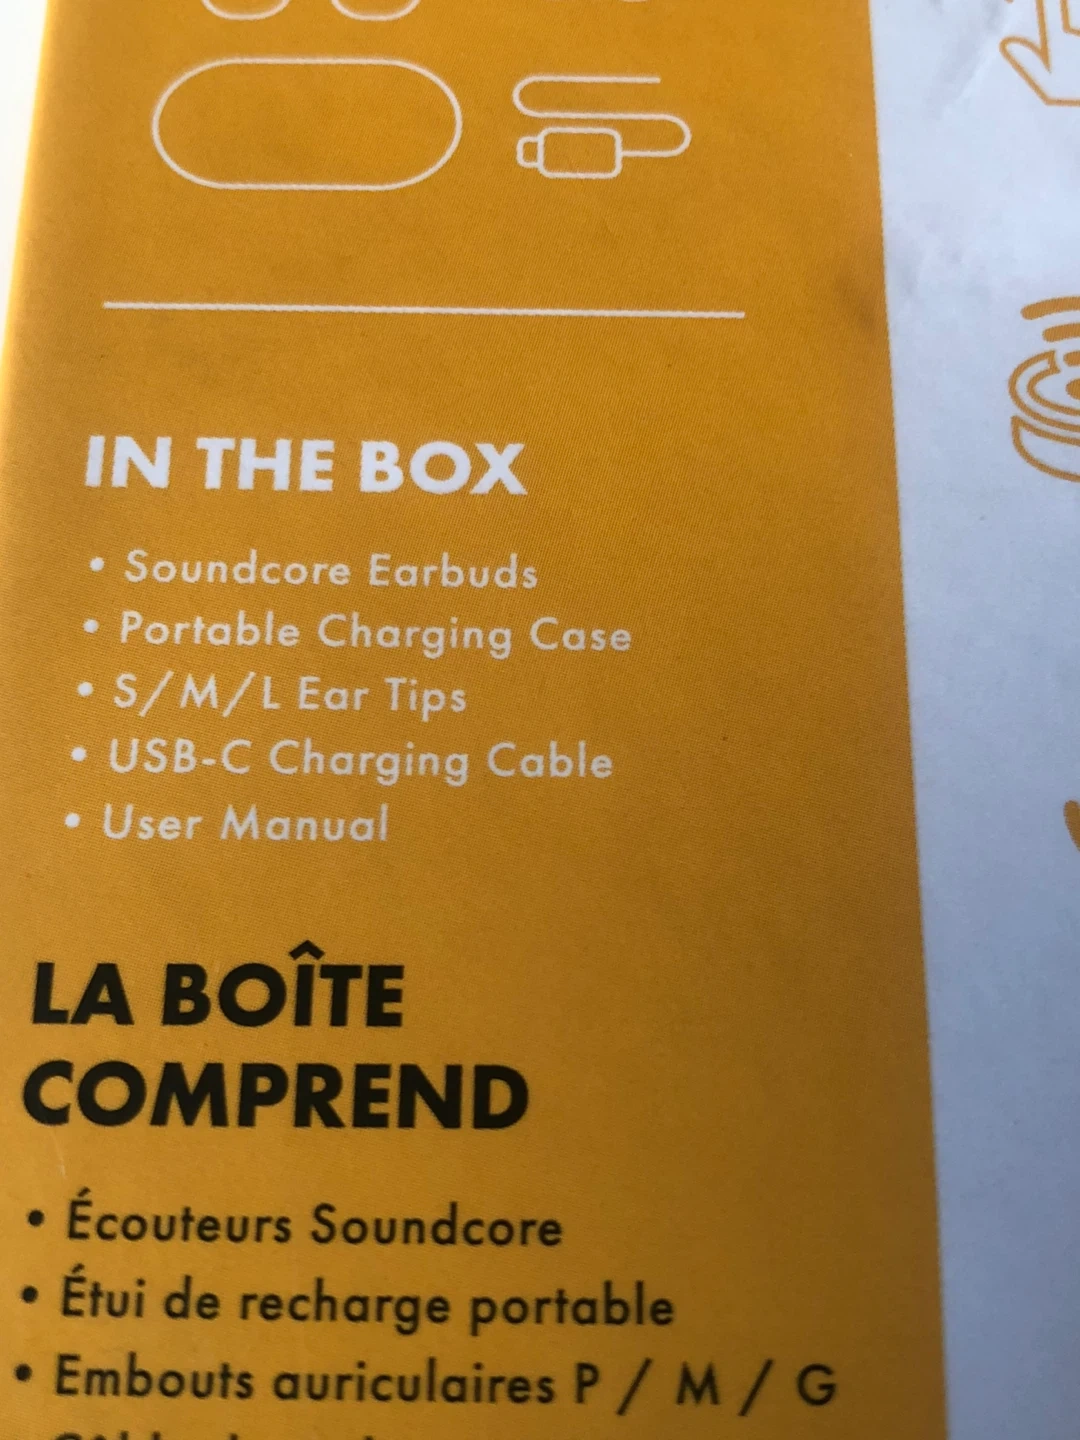 IN THE BOX
• Soundcore Earbuds
• Portable Charging Case
• S/M/L Ear Tips
• USB-C Charging Cable
• User Manual
LA BOÎTE
COMPREND
• Écouteurs Soundcore
• Étui de recharge portable
• Embouts auriculaires P / M / G